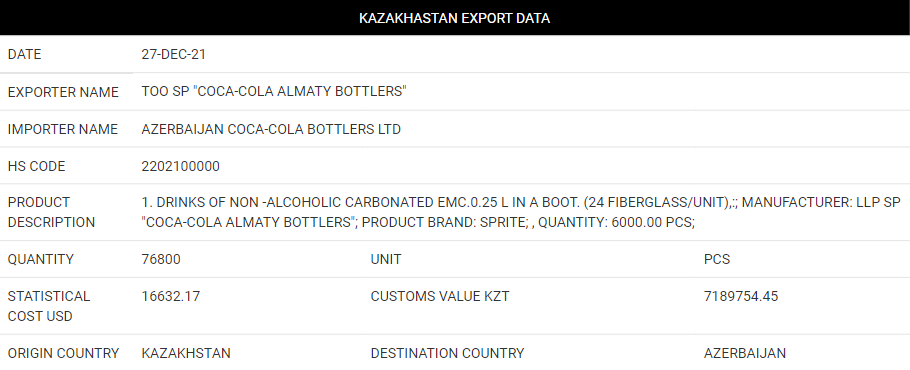 KAZAKHASTAN EXPORT DATA
DATE 27-DEC-21
EXPORTER NAME TOO SP "COCA-COLA ALMATY BOTTLERS"
IMPORTER NAME AZERBAIJAN COCA-COLA BOTTLERS LTD
HS CODE 2202100000
PRODUCT DESCRIPTION 1. DRINKS OF NON -ALCOHOLIC CARBONATED EMC.0.25 L IN A BOOT. (24 FIBERGLASS/UNIT),:; MANUFACTURER: LLP SP
"COCA-COLA ALMATY BOTTLERS"; PRODUCT BRAND: SPRITE; , QUANTITY: 6000.00 PCS;
QUANTITY 76800 UNIT PCS
STATISTICAL COST USD 16632.17 CUSTOMS VALUE KZT 7189754.45
ORIGIN COUNTRY KAZAKHSTAN DESTINATION COUNTRY AZERBAIJAN